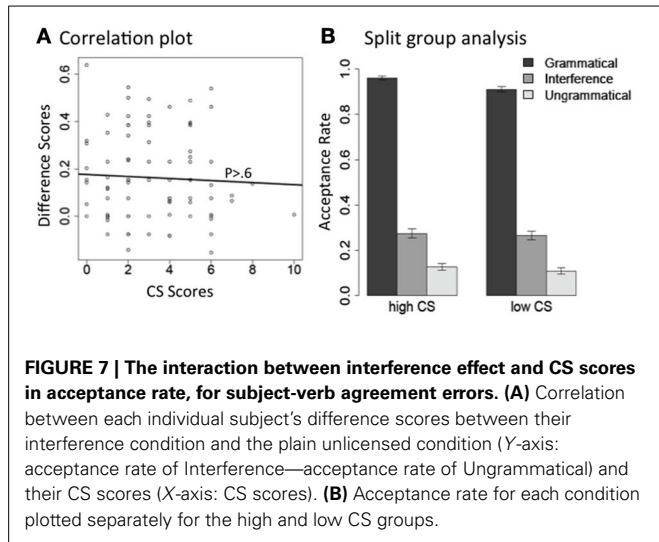 A Correlation plot
Difference Scores
0.6
0.4
0.2
0.0
P>.6
0 2 4 6 8 10
CS Scores
B Split group analysis
Grammatical
Interference
Ungrammatical
Acceptance Rate
1.0
0.8
0.6
0.4
0.2
0.0
high CS low CS
FIGURE 7 | The interaction between interference effect and CS scores
in acceptance rate, for subject-verb agreement errors. (A) Correlation
between each individual subject's difference scores between their
interference condition and the plain unlicensed condition (Y-axis:
acceptance rate of Interference—acceptance rate of Ungrammatical) and
their CS scores (X-axis: CS scores). (B) Acceptance rate for each condition
plotted separately for the high and low CS groups.